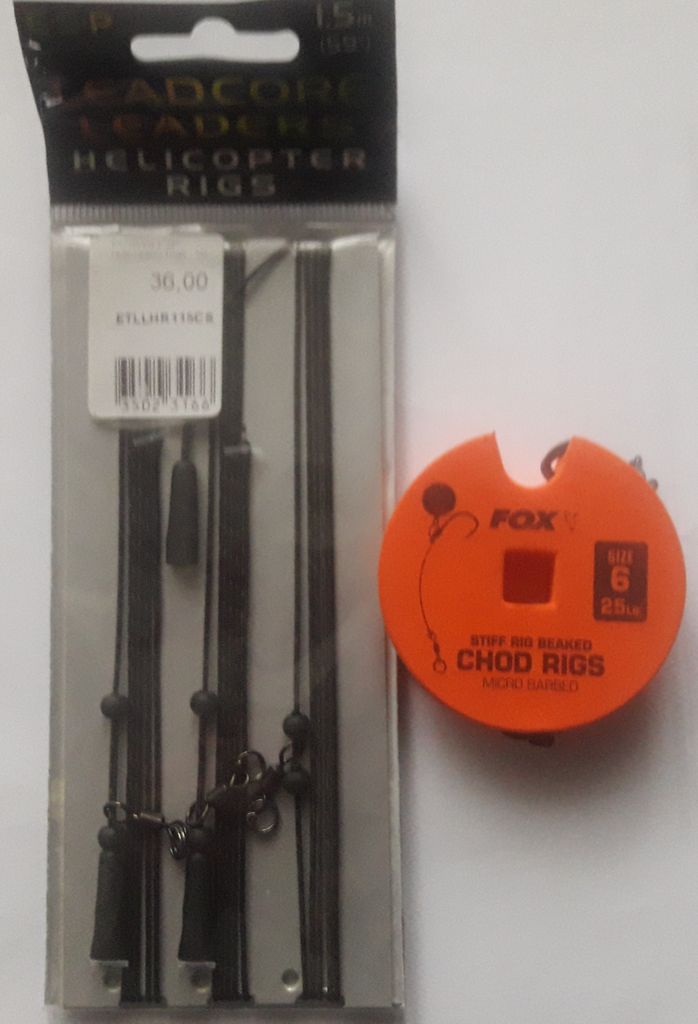 E P
1.5m
(59")
LEADCORE
LEADERS
HELICOPTER
RIGS
36,00
ETLLHR115CS
FOX
SIZE
6
25LB
STIFF RIG BEAKED
CHOD RIGS
MICRO BARBED